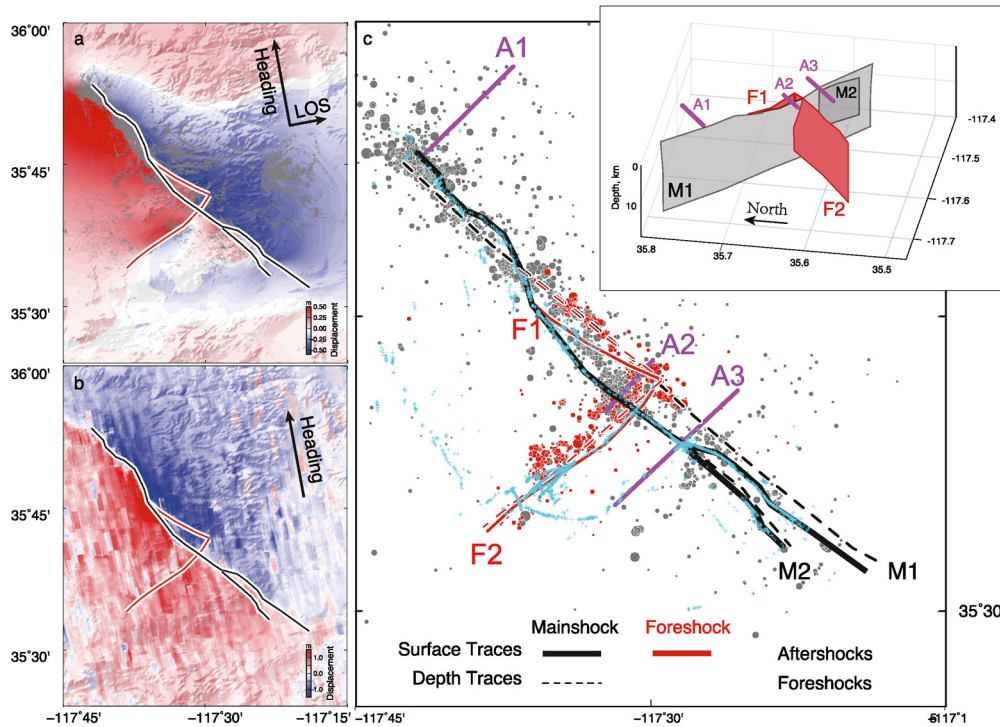 36°00'
a
Heading
LOS
35°45'
35°30'
0.50
0.25
0.00
-0.25
-0.50
Displacement
36°00'
b
Heading
35°45'
35°30'
1.0
0.0
1.0
Displacement
-117°45' -117°30' -117°15'
c
A1
F1
A2
A3
F2
M2
M1
35°30'
Mainshock Foreshock
Surface Traces Aftershocks
Depth Traces Foreshocks
-117°45' -117°30'
A3
A2 M2
F1
A1
-117.4
-117.5
-117.6
-117.7
M1
F2
Depth, km
0
10
North
35.8 35.7 35.6 35.5